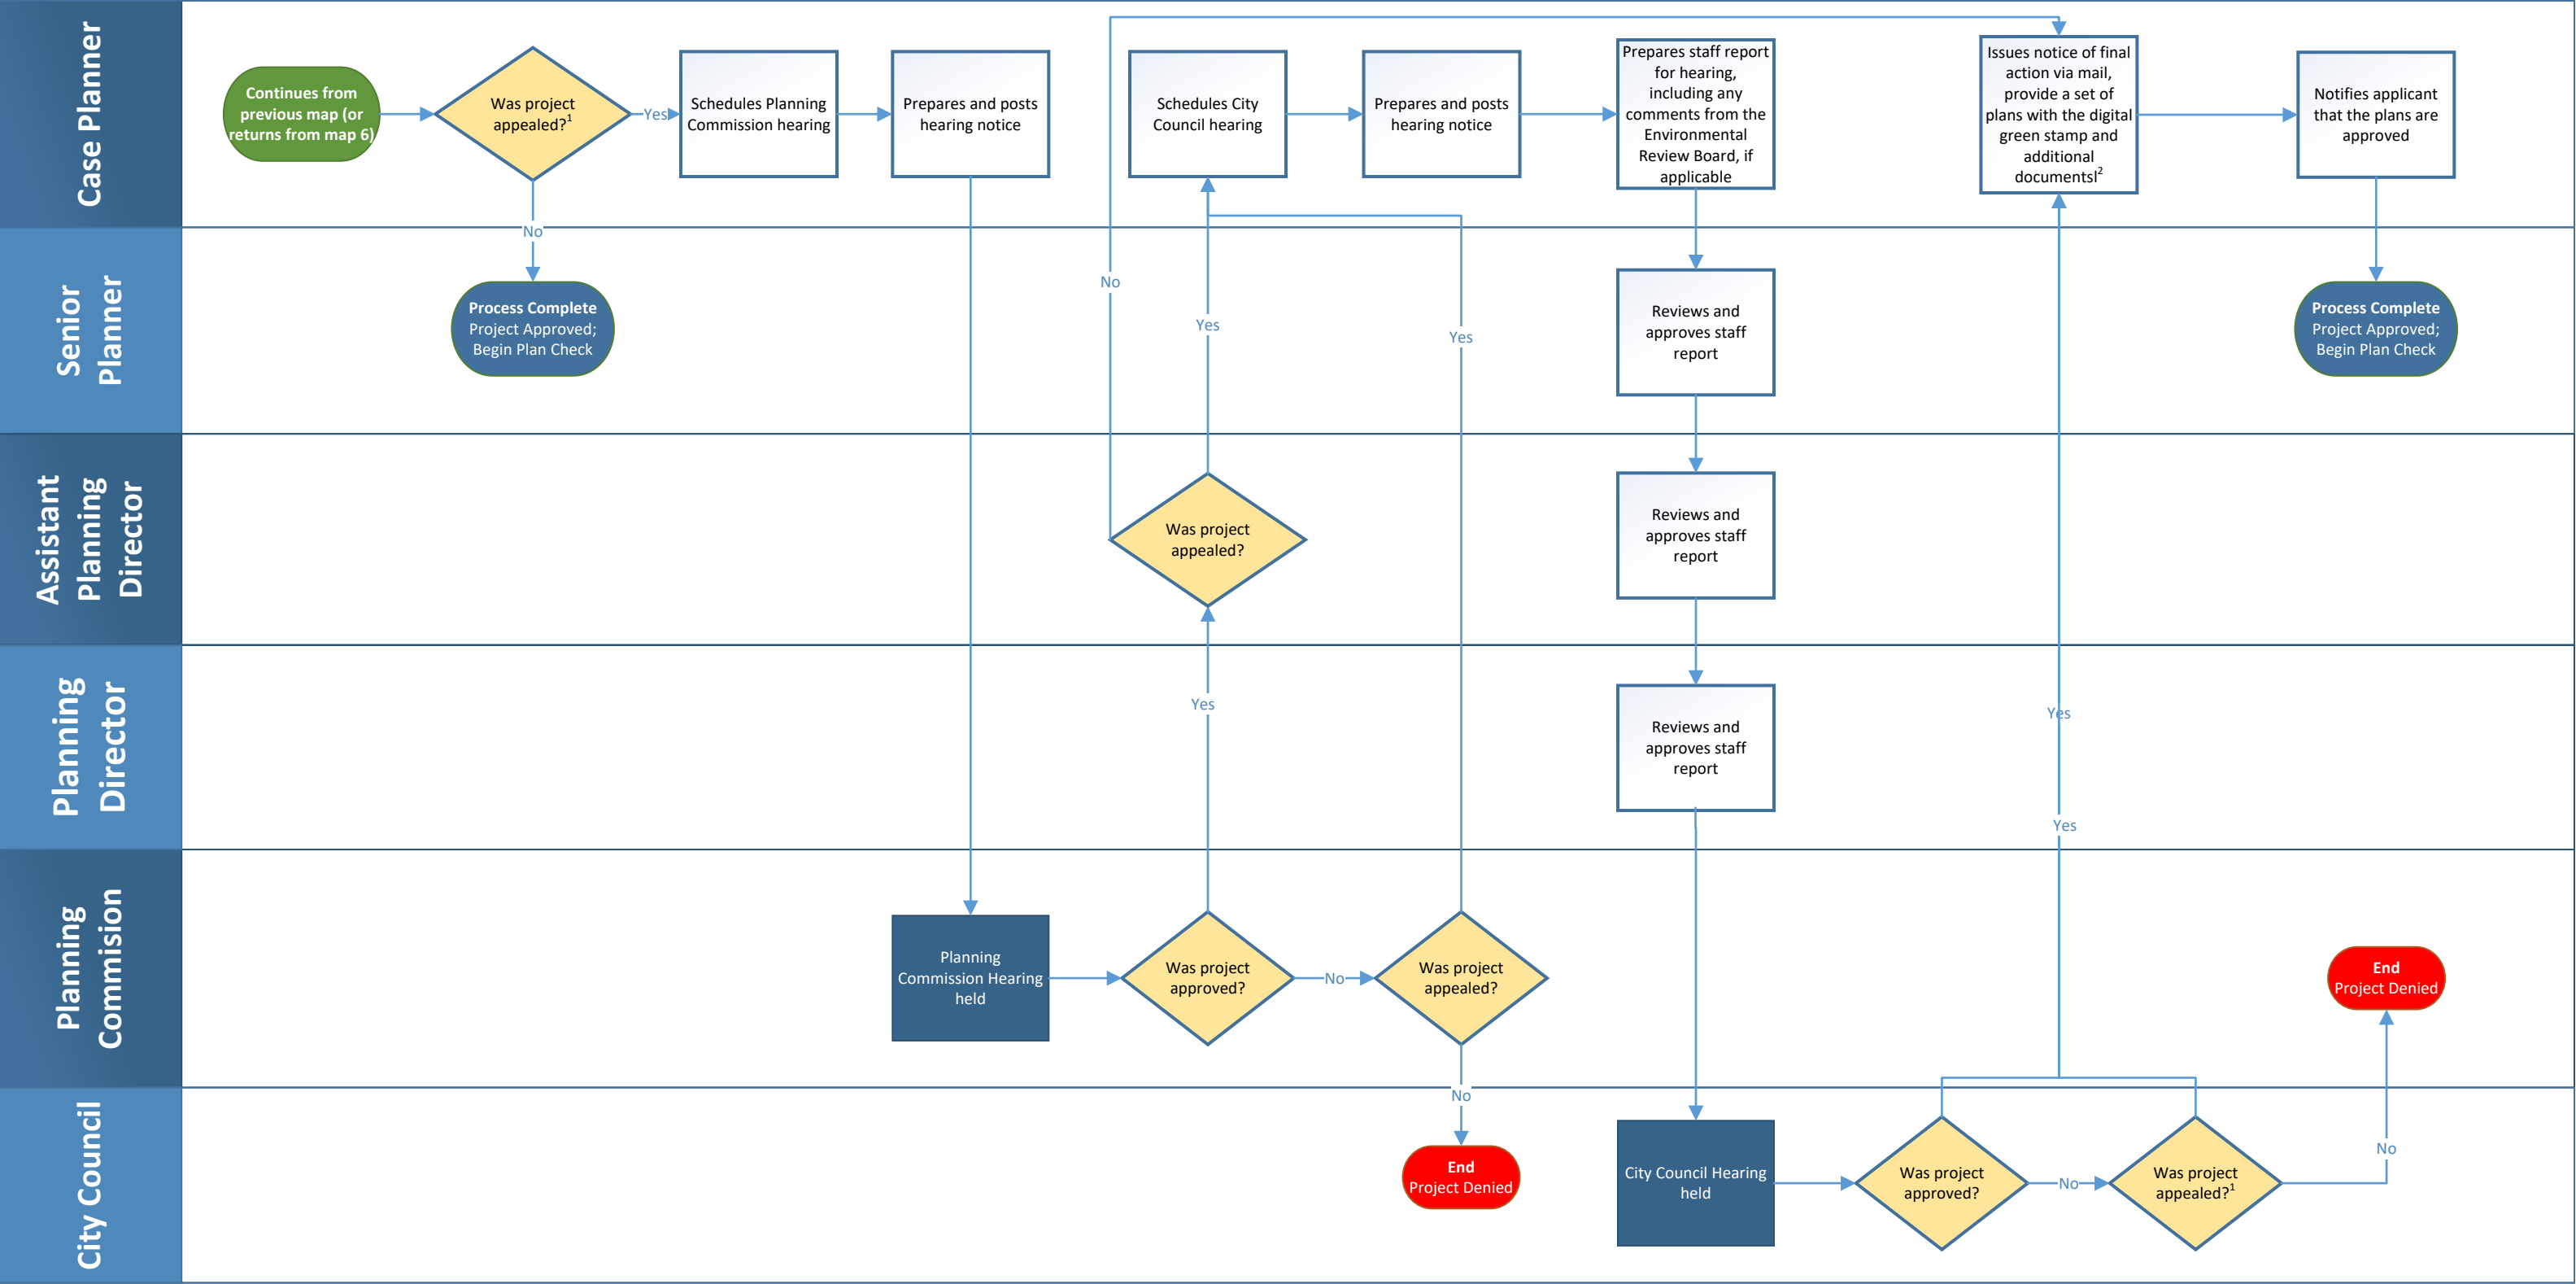 Case Planner
Continues from
previous map (or
returns from map 6)
Was project
appealed?1
Yes
Schedules Planning
Commission hearing
Prepares and posts
hearing notice
Schedules City
Council hearing
Prepares and posts
hearing notice
Prepares staff report
for hearing,
including any
comments from the
Environmental
Review Board, if
applicable
Issues notice of final
action via mail,
provide a set of
plans with the digital
green stamp and
additional
documentsl2
Notifies applicant
that the plans are
approved
No
Senior
Planner
Process Complete
Project Approved;
Begin Plan Check
No
Yes
Yes
Reviews and
approves staff
report
Process Complete
Project Approved;
Begin Plan Check
Assistant
Planning
Director
Was project
appealed?
Reviews and
approves staff
report
Planning
Director
Yes
Reviews and
approves staff
report
Yes
Yes
Planning
Commision
Planning
Commission Hearing
held
Was project
approved?
No
Was project
appealed?
End
Project Denied
No
City Council
End
Project Denied
City Council Hearing
held
Was project
approved?
No
Was project
appealed?1
No